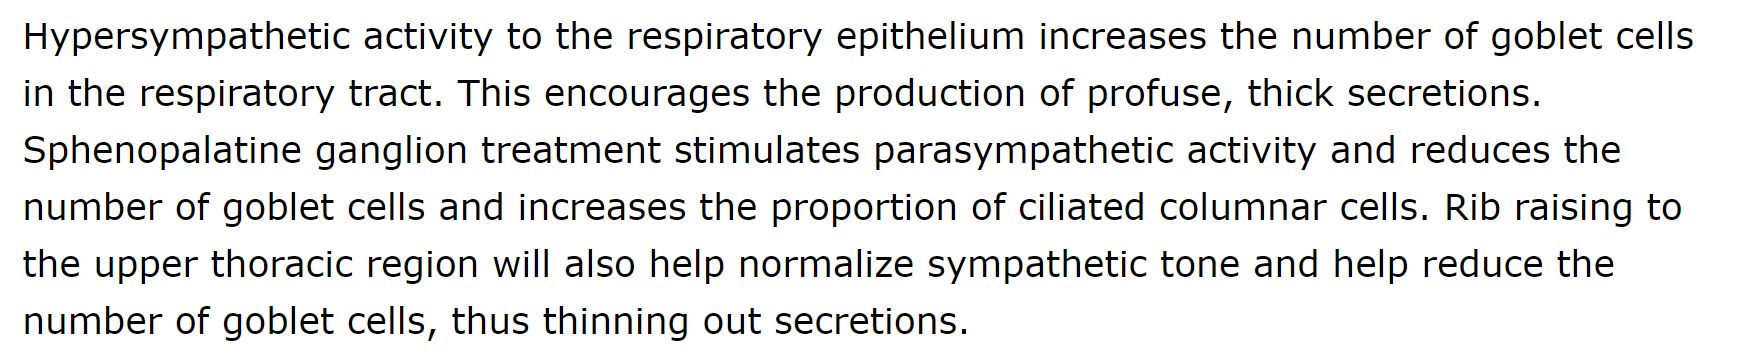 Hypersympathetic activity to the respiratory epithelium increases the number of goblet cells
in the respiratory tract. This encourages the production of profuse, thick secretions.
Sphenopalatine ganglion treatment stimulates parasympathetic activity and reduces the
number of goblet cells and increases the proportion of ciliated columnar cells. Rib raising to
the upper thoracic region will also help normalize sympathetic tone and help reduce the
number of goblet cells, thus thinning out secretions.